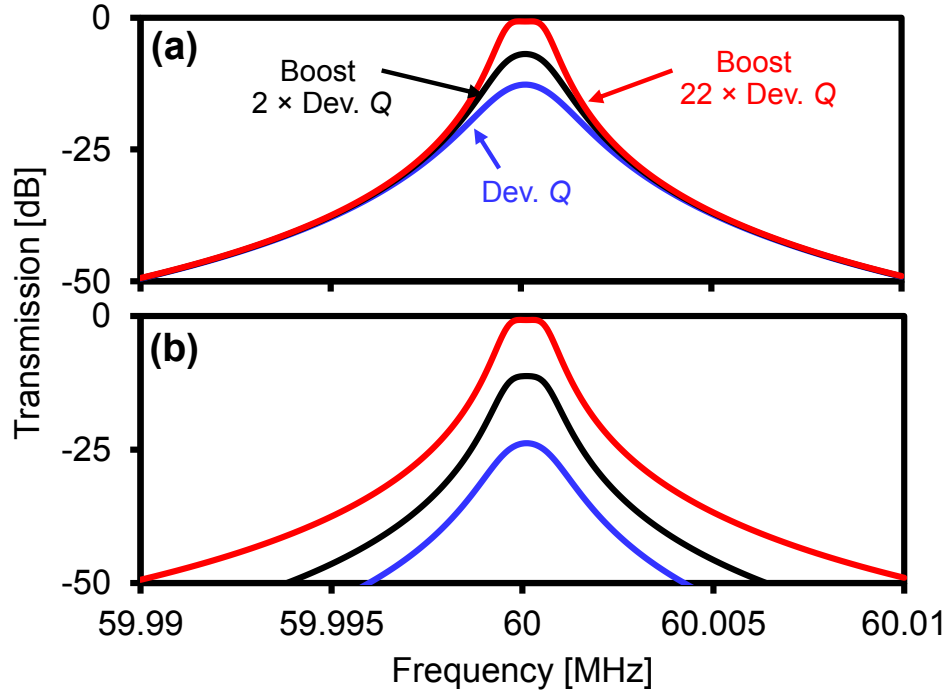 0
(a)
Boost
2 × Dev. Q
Boost
22 × Dev. Q
-25
Dev. Q
-50
Transmission [dB]
0
(b)
-25
-50
59.99 59.995 60 60.005 60.01
Frequency [MHz]